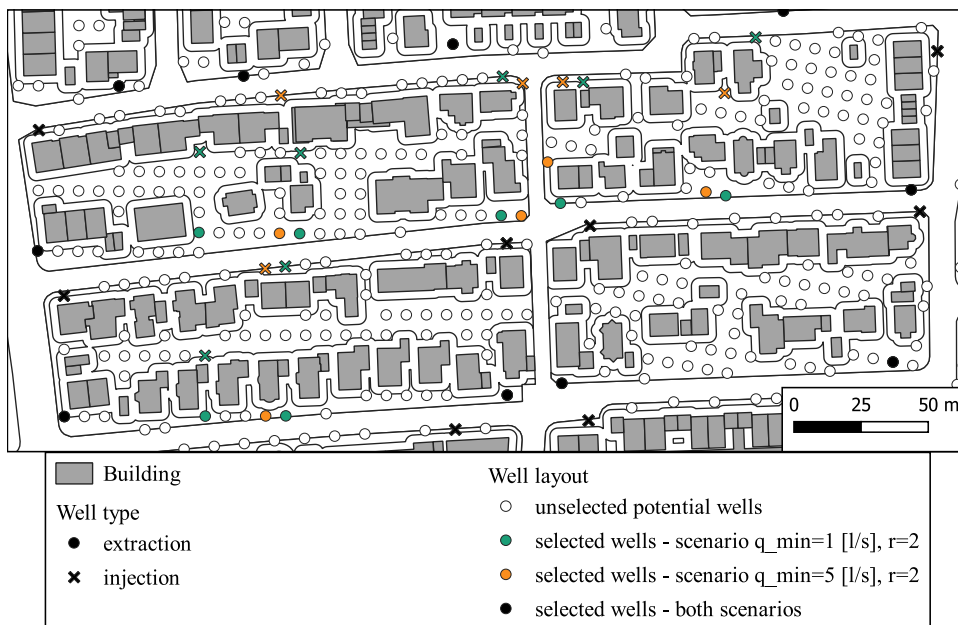 0 25 50 m
Building
Well type
extraction
injection
Well layout
unselected potential wells
selected wells - scenario q_min=1 [l/s], r=2
selected wells - scenario q_min=5 [l/s], r=2
selected wells - both scenarios